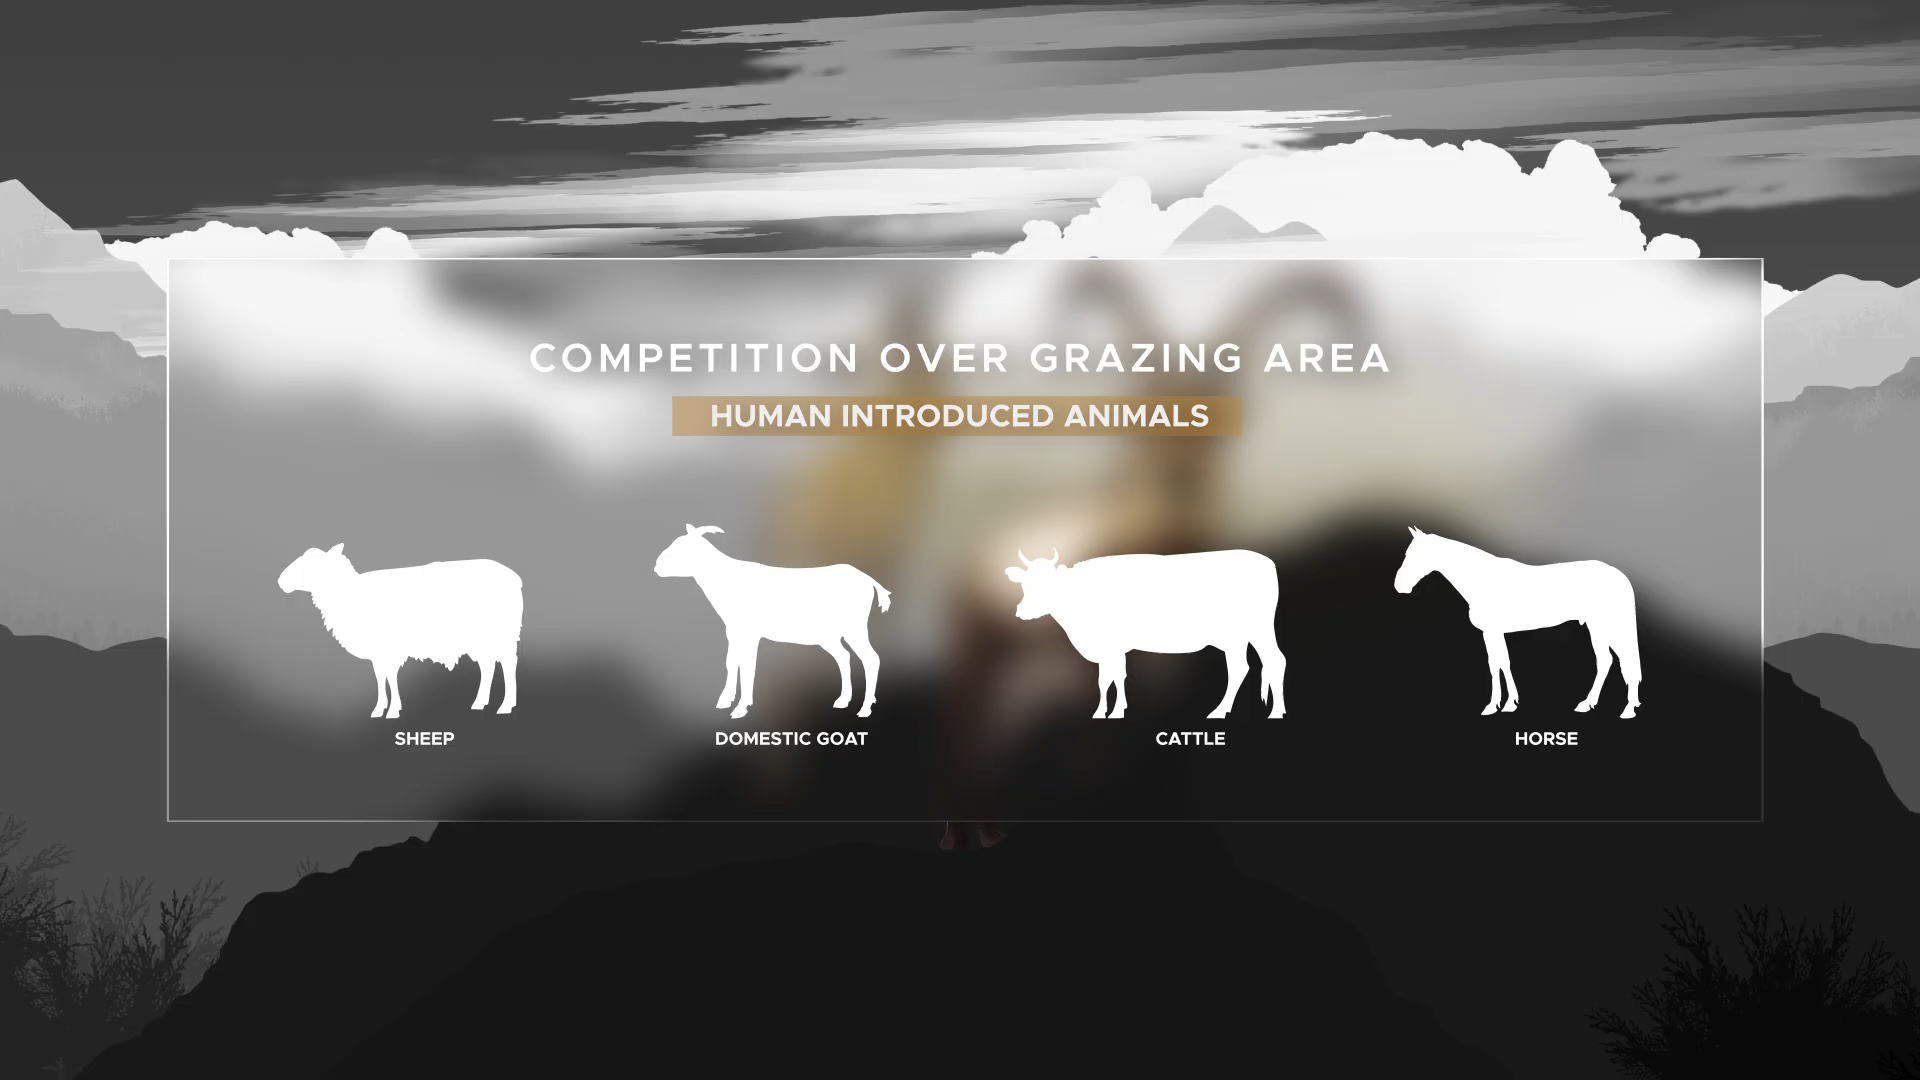 COMPETITION OVER GRAZING AREA
HUMAN INTRODUCED ANIMALS
SHEEP
DOMESTIC GOAT
CATTLE
HORSE